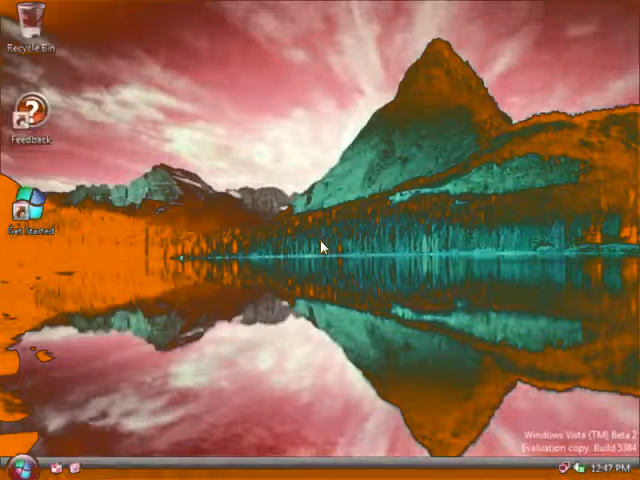 Recycle Bin
Feedback
Get Started
Windows Vista (TM) Beta 2
Evaluation copy. Build 5384
12:47 PM